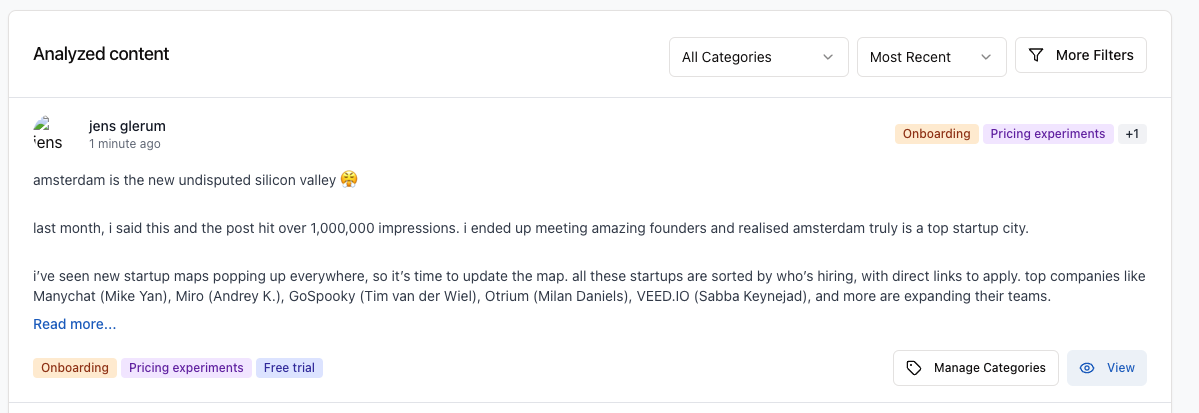 Analyzed content
All Categories
Most Recent
More Filters
jens
jens glerum
1 minute ago
Onboarding
Pricing experiments
+1
amsterdam is the new undisputed silicon valley 😤
last month, i said this and the post hit over 1,000,000 impressions. i ended up meeting amazing founders and realised amsterdam truly is a top startup city.
i’ve seen new startup maps popping up everywhere, so it’s time to update the map. all these startups are sorted by who’s hiring, with direct links to apply. top companies like
Manychat (Mike Yan), Miro (Andrey K.), GoSpooky (Tim van der Wiel), Otrium (Milan Daniels), VEED.IO (Sabba Keynejad), and more are expanding their teams.
Read more...
Onboarding
Pricing experiments
Free trial
Manage Categories
View